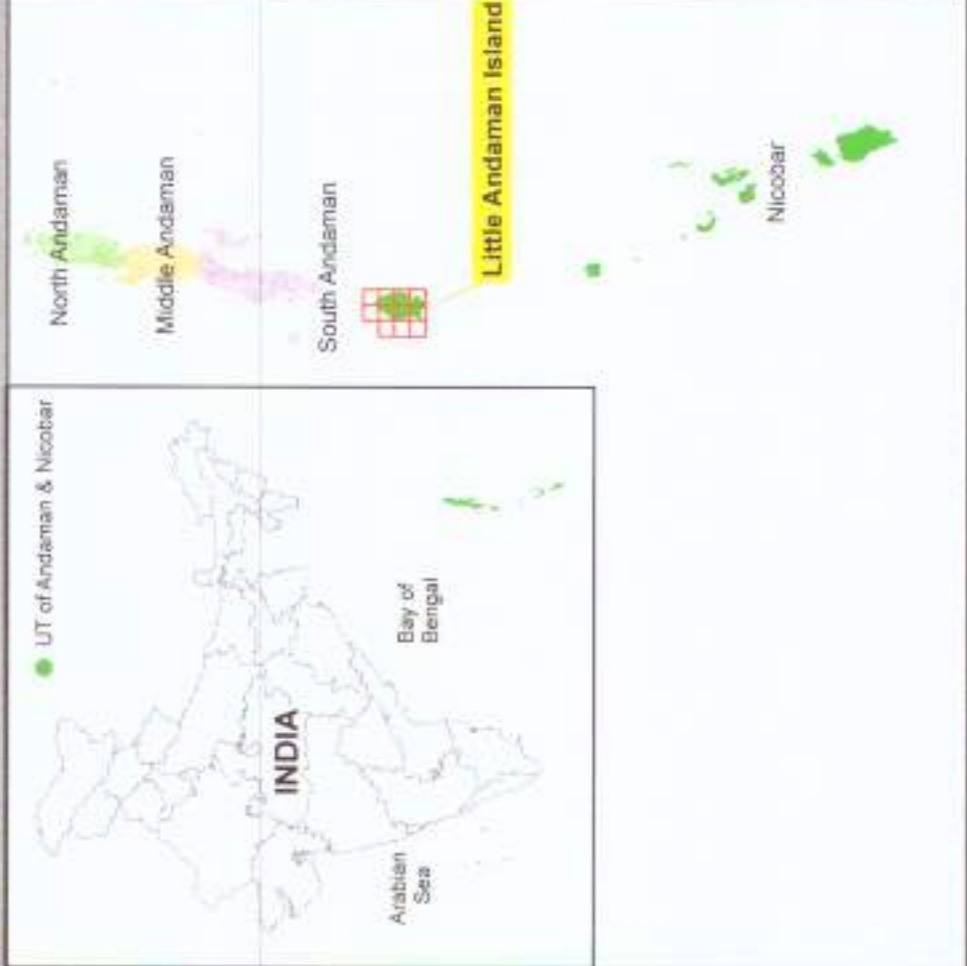 UT of Andaman & Nicobar
INDIA
Arabian
Sea
Bay of
Bengal
North Andaman
Middle Andaman
South Andaman
Little Andaman Island
Nicobar